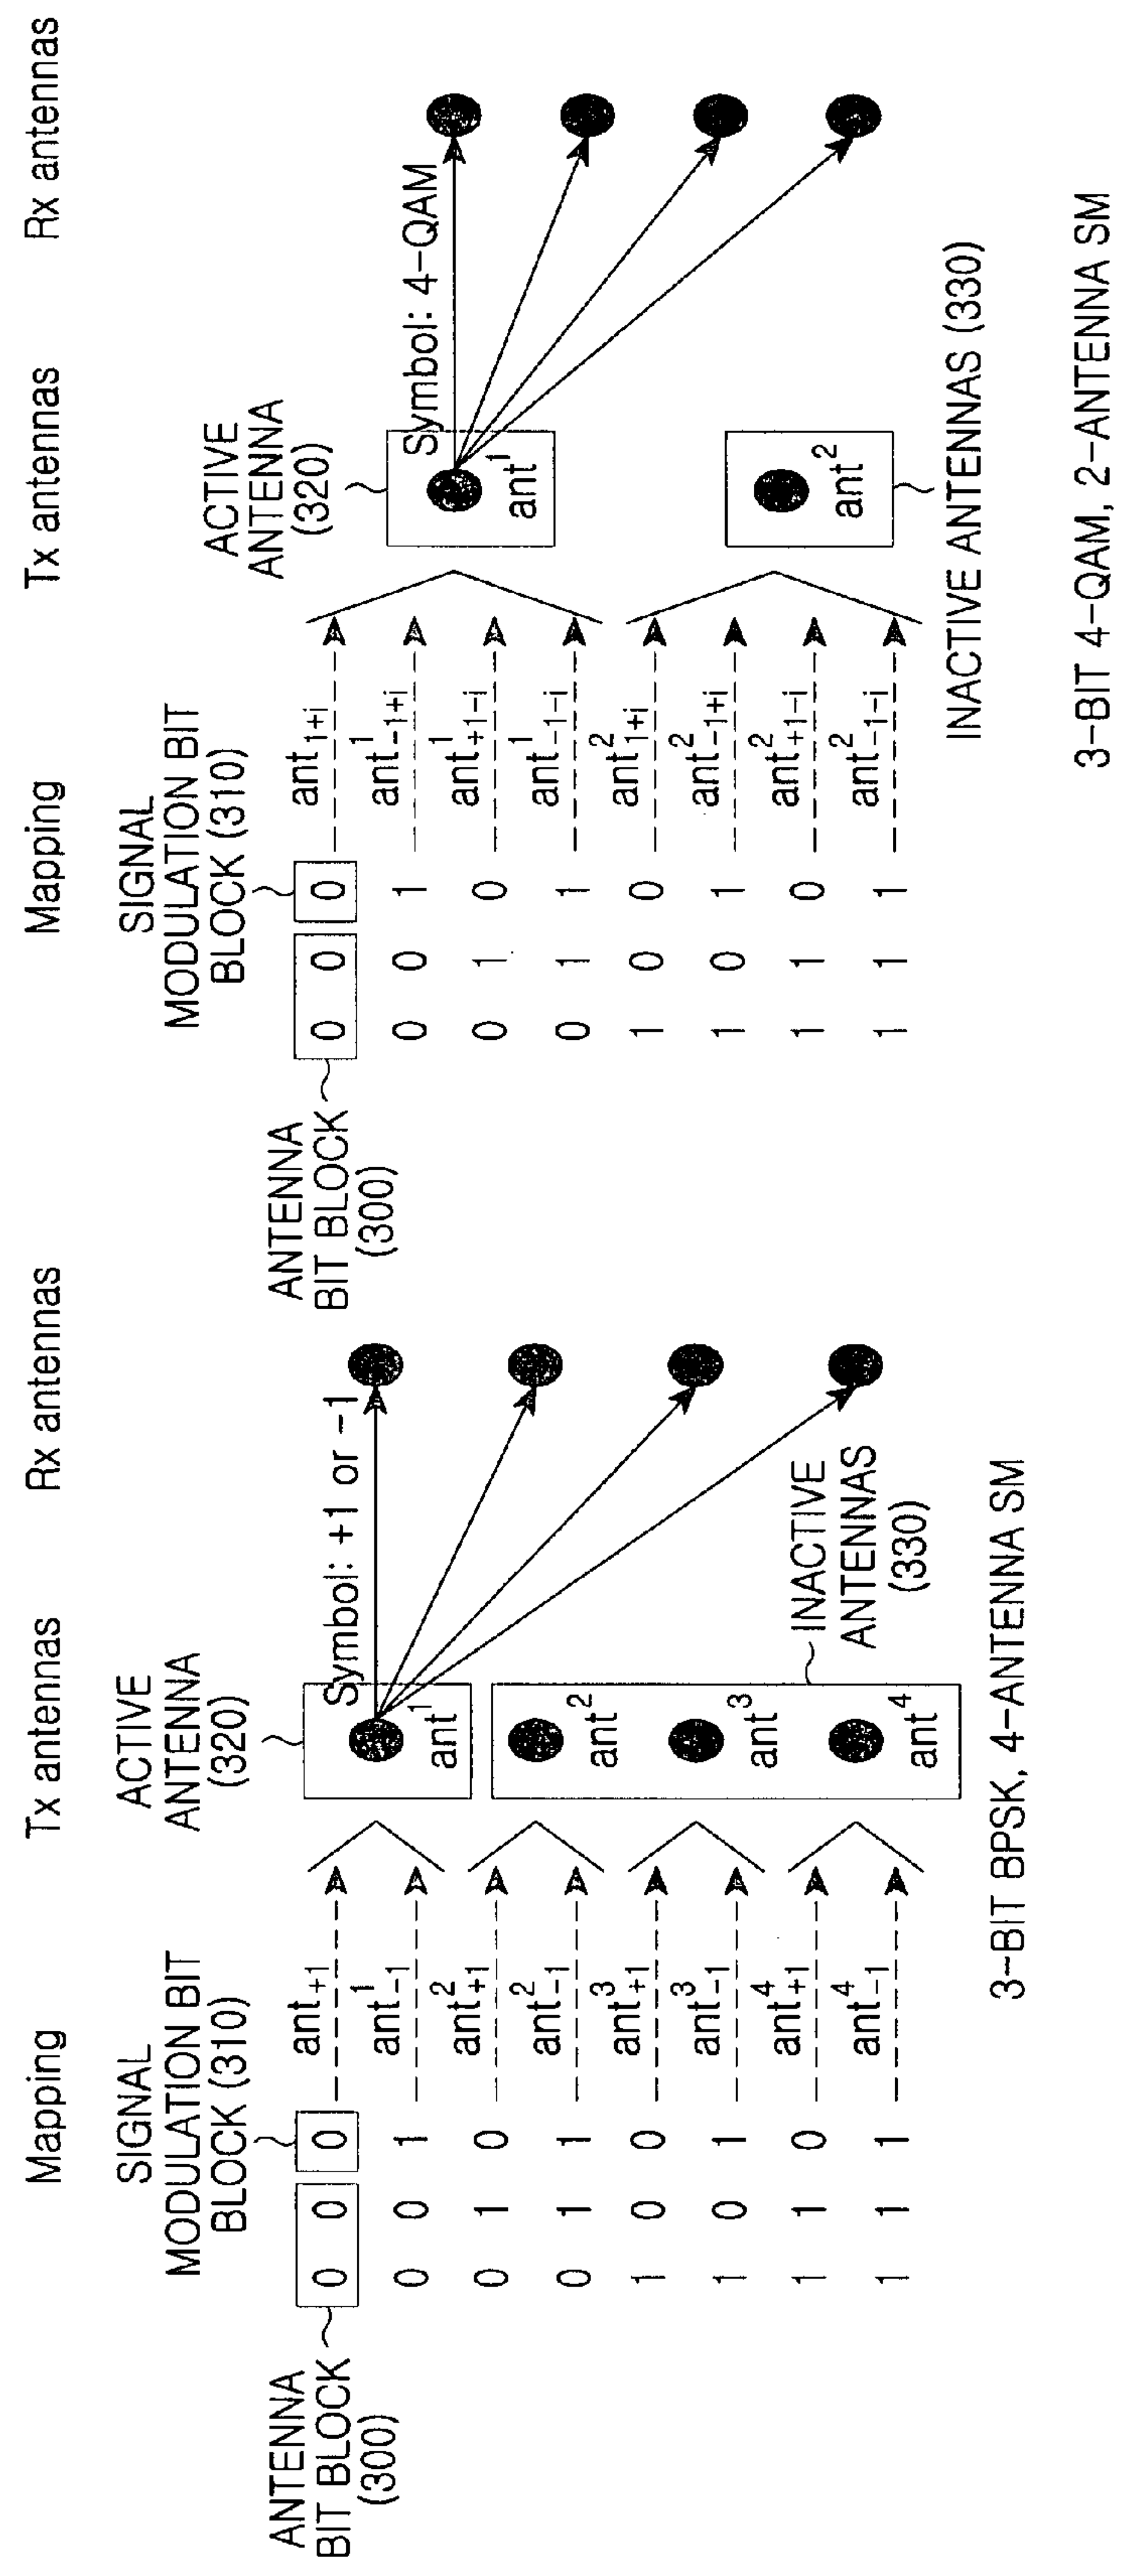 Mapping
Tx antennas
Rx antennas
SIGNAL
MODULATION BIT
BLOCK (310)
ACTIVE
ANTENNA
(320)
ANTENNA
BIT BLOCK
(300)
0 0 0
ant+1
0 0 1
ant1-1
0 1 0
ant2+1
0 1 1
ant2-1
1 0 0
ant3+1
1 0 1
ant3-1
1 1 0
ant4+1
1 1 1
ant4-1
Symbol: +1 or -1
ant1
ant2
ant3
ant4
INACTIVE
ANTENNAS
(330)
3-BIT BPSK, 4-ANTENNA SM
Mapping
Tx antennas
Rx antennas
SIGNAL
MODULATION BIT
BLOCK (310)
ACTIVE
ANTENNA
(320)
ANTENNA
BIT BLOCK
(300)
0 0 0
ant1+i
0 0 1
ant1-1+i
0 1 0
ant1+1-i
0 1 1
ant1-1-i
1 0 0
ant21+i
1 0 1
ant2-1+i
1 1 0
ant2+1-i
1 1 1
ant2-1-i
Symbol: 4-QAM
ant1
ant2
INACTIVE ANTENNAS (330)
3-BIT 4-QAM, 2-ANTENNA SM